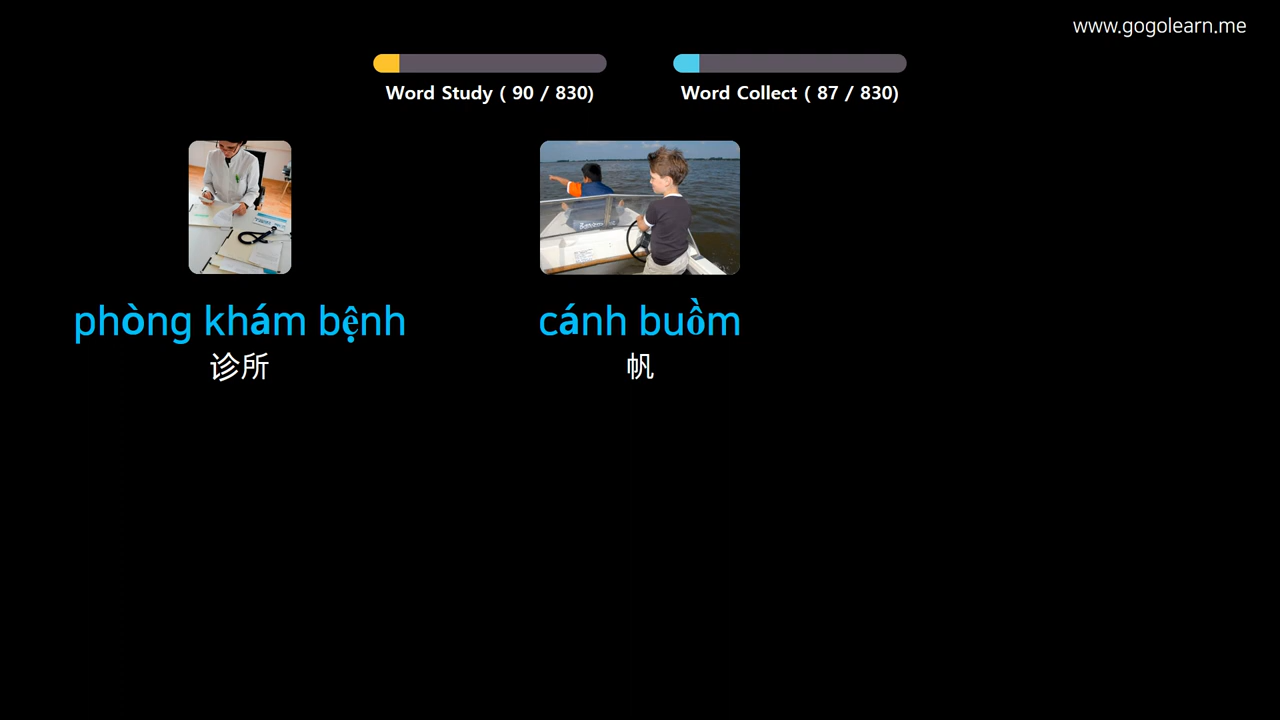 www.gogolearn.me
Word Study ( 90 / 830)
Word Collect ( 87 / 830)
phòng khám bệnh
诊所
cánh buồm
帆